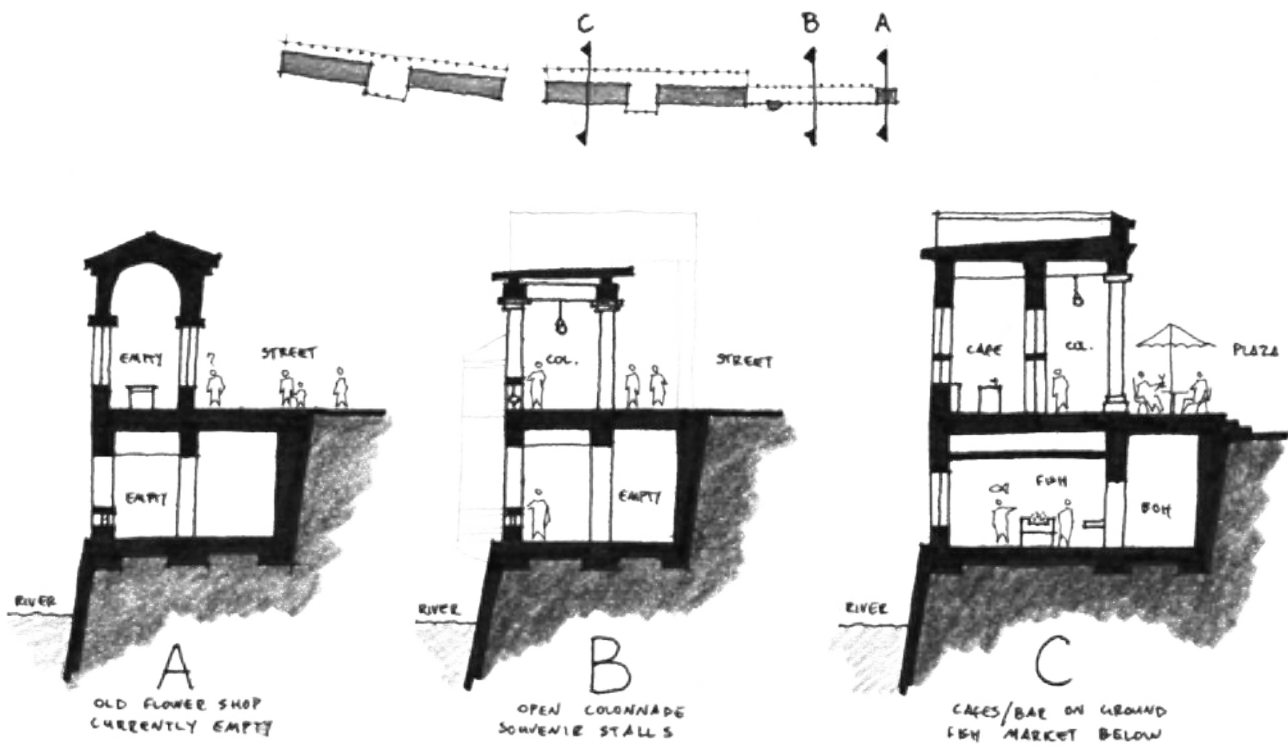 C
B
A
EMPTY
?
STREET
EMPTY
RIVER
A
OLD FLOWER SHOP
CURRENTLY EMPTY
COL.
STREET
EMPTY
RIVER
B
OPEN COLONNADE
SOUVENIR STALLS
CAFE
COL.
PLAZA
FISH
BOH
RIVER
C
CAFES/BAR ON GROUND
FISH MARKET BELOW